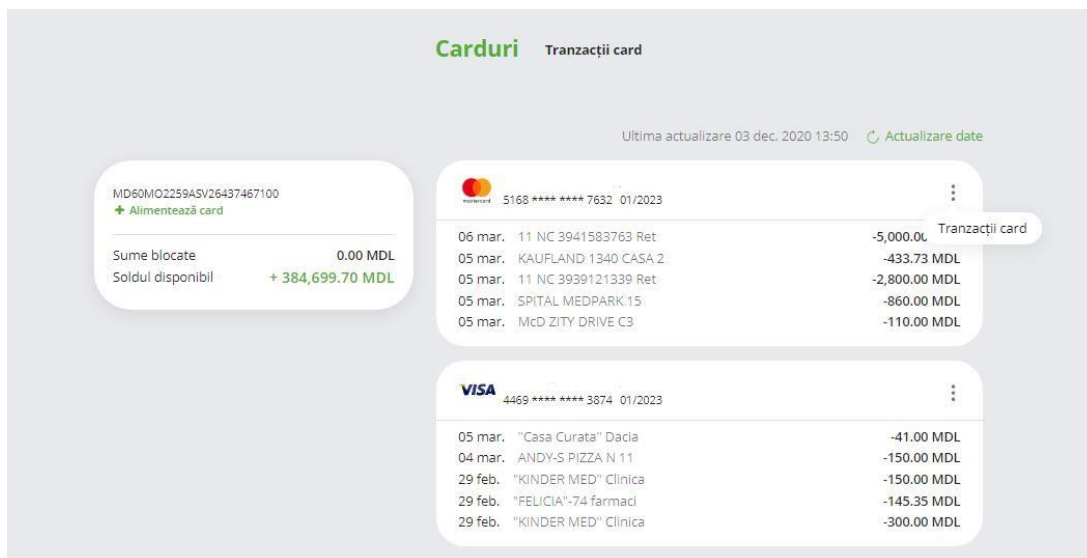 Carduri Tranzacții card
Ultima actualizare 03 dec. 2020 13:50 Actualizare date
MD60MO2259ASV26437467100
+ Alimentează card
Sume blocate 0.00 MDL
Soldul disponibil + 384,699.70 MDL
mastercard 5168 **** **** 7632 01/2023
Tranzacții card
06 mar. 11 NC 3941583763 Ret -5,000.00
05 mar. KAUFLAND 1340 CASA 2 -433.73 MDL
05 mar. 11 NC 3939121339 Ret -2,800.00 MDL
05 mar. SPITAL MEDPARK 15 -860.00 MDL
05 mar. McD ZITY DRIVE C3 -110.00 MDL
VISA 4469 **** **** 3874 01/2023
05 mar. "Casa Curata" Dacia -41.00 MDL
04 mar. ANDY-S PIZZA N 11 -150.00 MDL
29 feb. "KINDER MED" Clinica -150.00 MDL
29 feb. "FELICIA"-74 farmaci -145.35 MDL
29 feb. "KINDER MED" Clinica -300.00 MDL